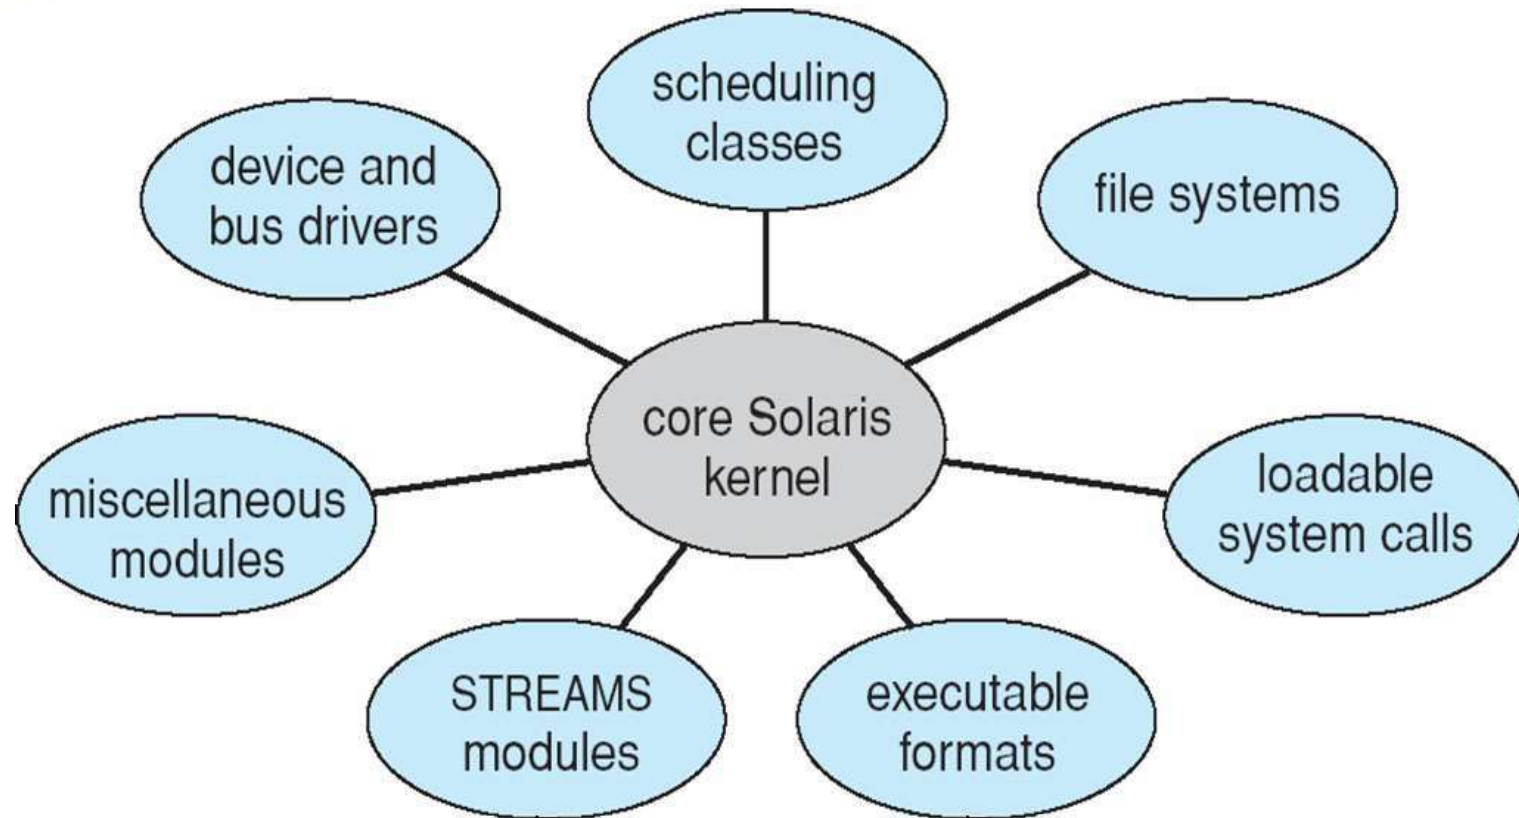 scheduling
classes
device and
bus drivers
file systems
core Solaris
kernel
miscellaneous
modules
loadable
system calls
STREAMS
modules
executable
formats